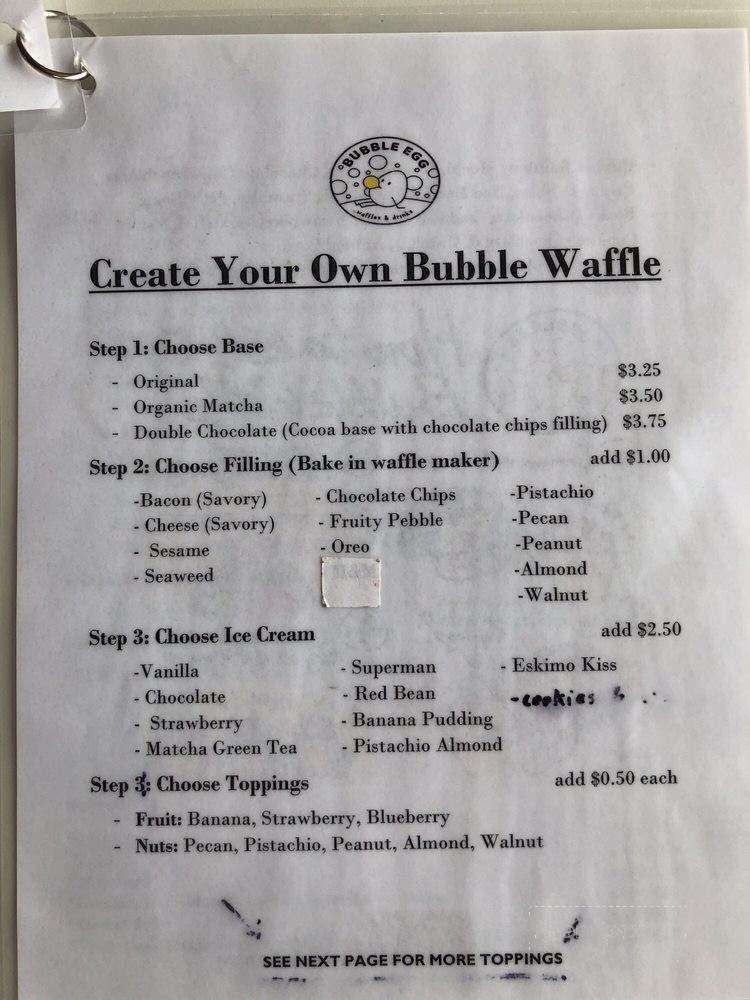 BUBBLE EGG
waffles & drinks
Create Your Own Bubble Waffle
Step 1: Choose Base
- Original $3.25
- Organic Matcha $3.50
- Double Chocolate (Cocoa base with chocolate chips filling) $3.75
Step 2: Choose Filling (Bake in waffle maker) add $1.00
-Bacon (Savory) - Chocolate Chips -Pistachio
- Cheese (Savory) - Fruity Pebble -Pecan
- Sesame - Oreo -Peanut
- Seaweed -Almond
-Walnut
Step 3: Choose Ice Cream add $2.50
-Vanilla - Superman - Eskimo Kiss
- Chocolate - Red Bean -cookies &
- Strawberry - Banana Pudding
- Matcha Green Tea - Pistachio Almond
Step 4: Choose Toppings add $0.50 each
- Fruit: Banana, Strawberry, Blueberry
- Nuts: Pecan, Pistachio, Peanut, Almond, Walnut
SEE NEXT PAGE FOR MORE TOPPINGS